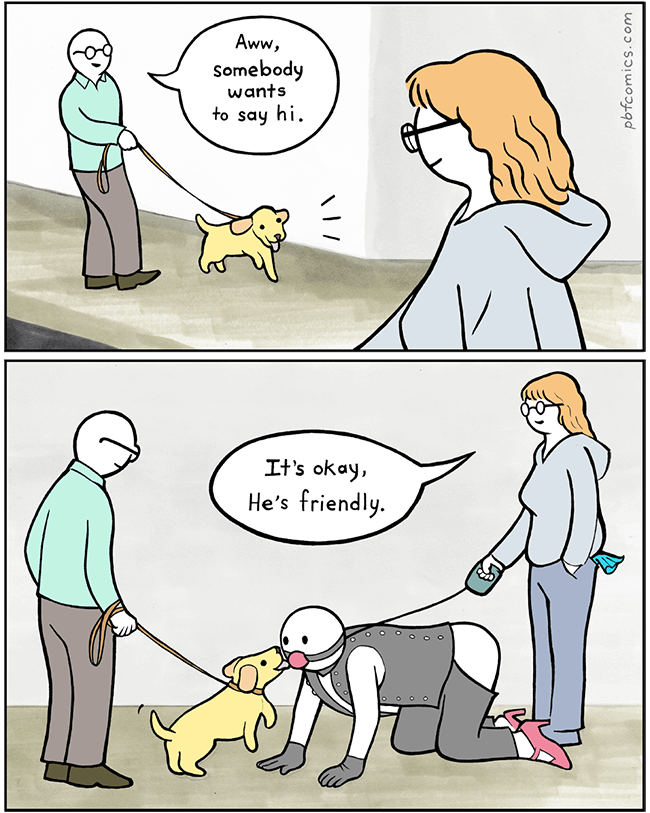 Aww,
somebody
wants
to say hi.
pbfcomics.com
It's okay,
He's friendly.